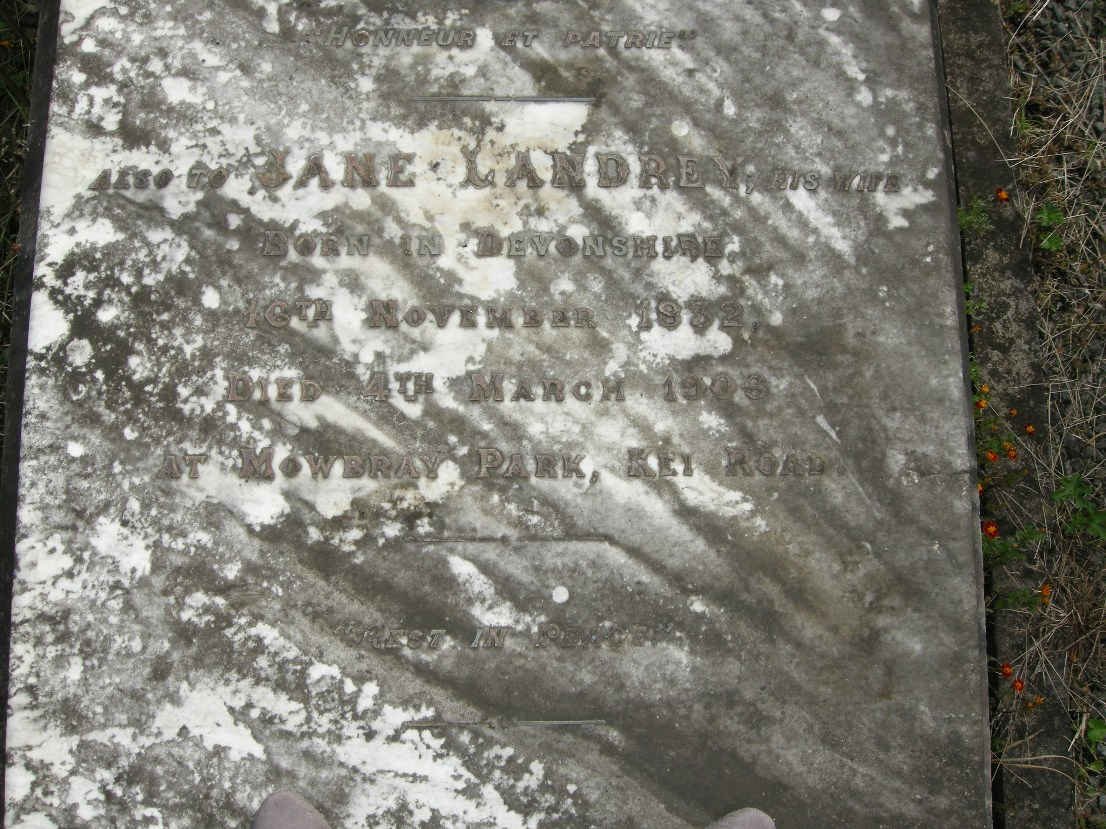 "HONNEUR ET PATRIE"
ALSO TO JANE LANDREY, HIS WIFE
BORN IN DEVONSHIRE
16TH NOVEMBER 1832,
DIED 4TH MARCH
AT MOWBRAY PARK, KEI ROAD.
"REST IN PEACE"